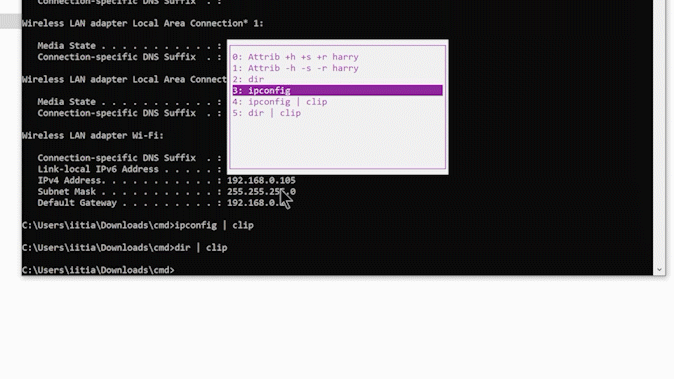 Connection-specific DNS Suffix . :
Wireless LAN adapter Local Area Connection* 1:
Media State . . . . . . . . . . . :
Connection-specific DNS Suffix . :
Wireless LAN adapter Local Area Connect
Media State . . . . . . . . . . . :
Connection-specific DNS Suffix . :
Wireless LAN adapter Wi-Fi:
Connection-specific DNS Suffix . :
Link-local IPv6 Address . . . . . :
IPv4 Address. . . . . . . . . . . : 192.168.0.105
Subnet Mask . . . . . . . . . . . : 255.255.255.0
Default Gateway . . . . . . . . . : 192.168.0.
C:\Users\iitia\Downloads\cmd>ipconfig | clip
C:\Users\iitia\Downloads\cmd>dir | clip
C:\Users\iitia\Downloads\cmd>
0: Attrib +h +s +r harry
1: Attrib -h -s -r harry
2: dir
3: ipconfig
4: ipconfig | clip
5: dir | clip